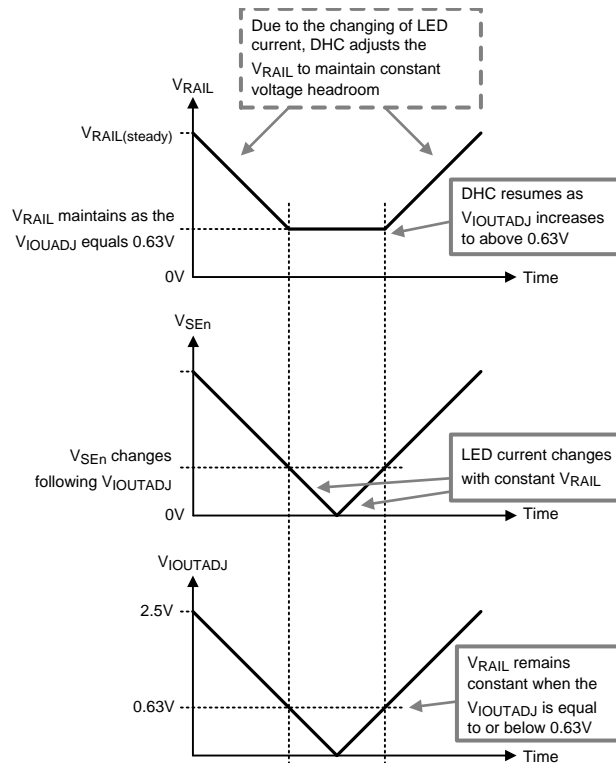 Due to the changing of LED
current, DHC adjusts the
VRAIL to maintain constant
voltage headroom
VRAIL
VRAIL(steady)
VRAIL maintains as the
VIOUADJ equals 0.63V
0V
DHC resumes as
VIOUTADJ increases
to above 0.63V
Time
VSEn
VSEn changes
following VIOUTADJ
LED current changes
with constant VRAIL
0V
Time
VIOUTADJ
2.5V
0.63V
VRAIL remains
constant when the
VIOUTADJ is equal
to or below 0.63V
Time